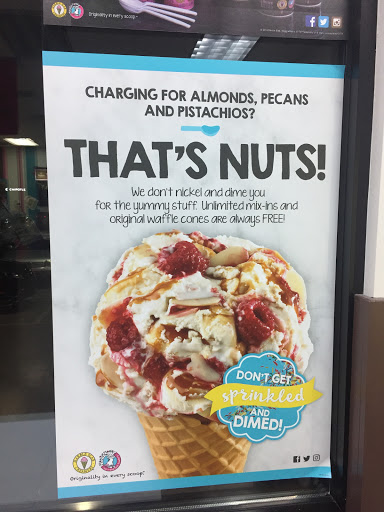 Originality in every scoop.
CHARGING FOR ALMONDS, PECANS
AND PISTACHIOS?
THAT'S NUTS!
We don't nickel and dime you
for the yummy stuff. Unlimited mix-ins and
original waffle cones are always FREE!
DON'T GET
sprinkled
AND
DIMED!
Originality in every scoop.